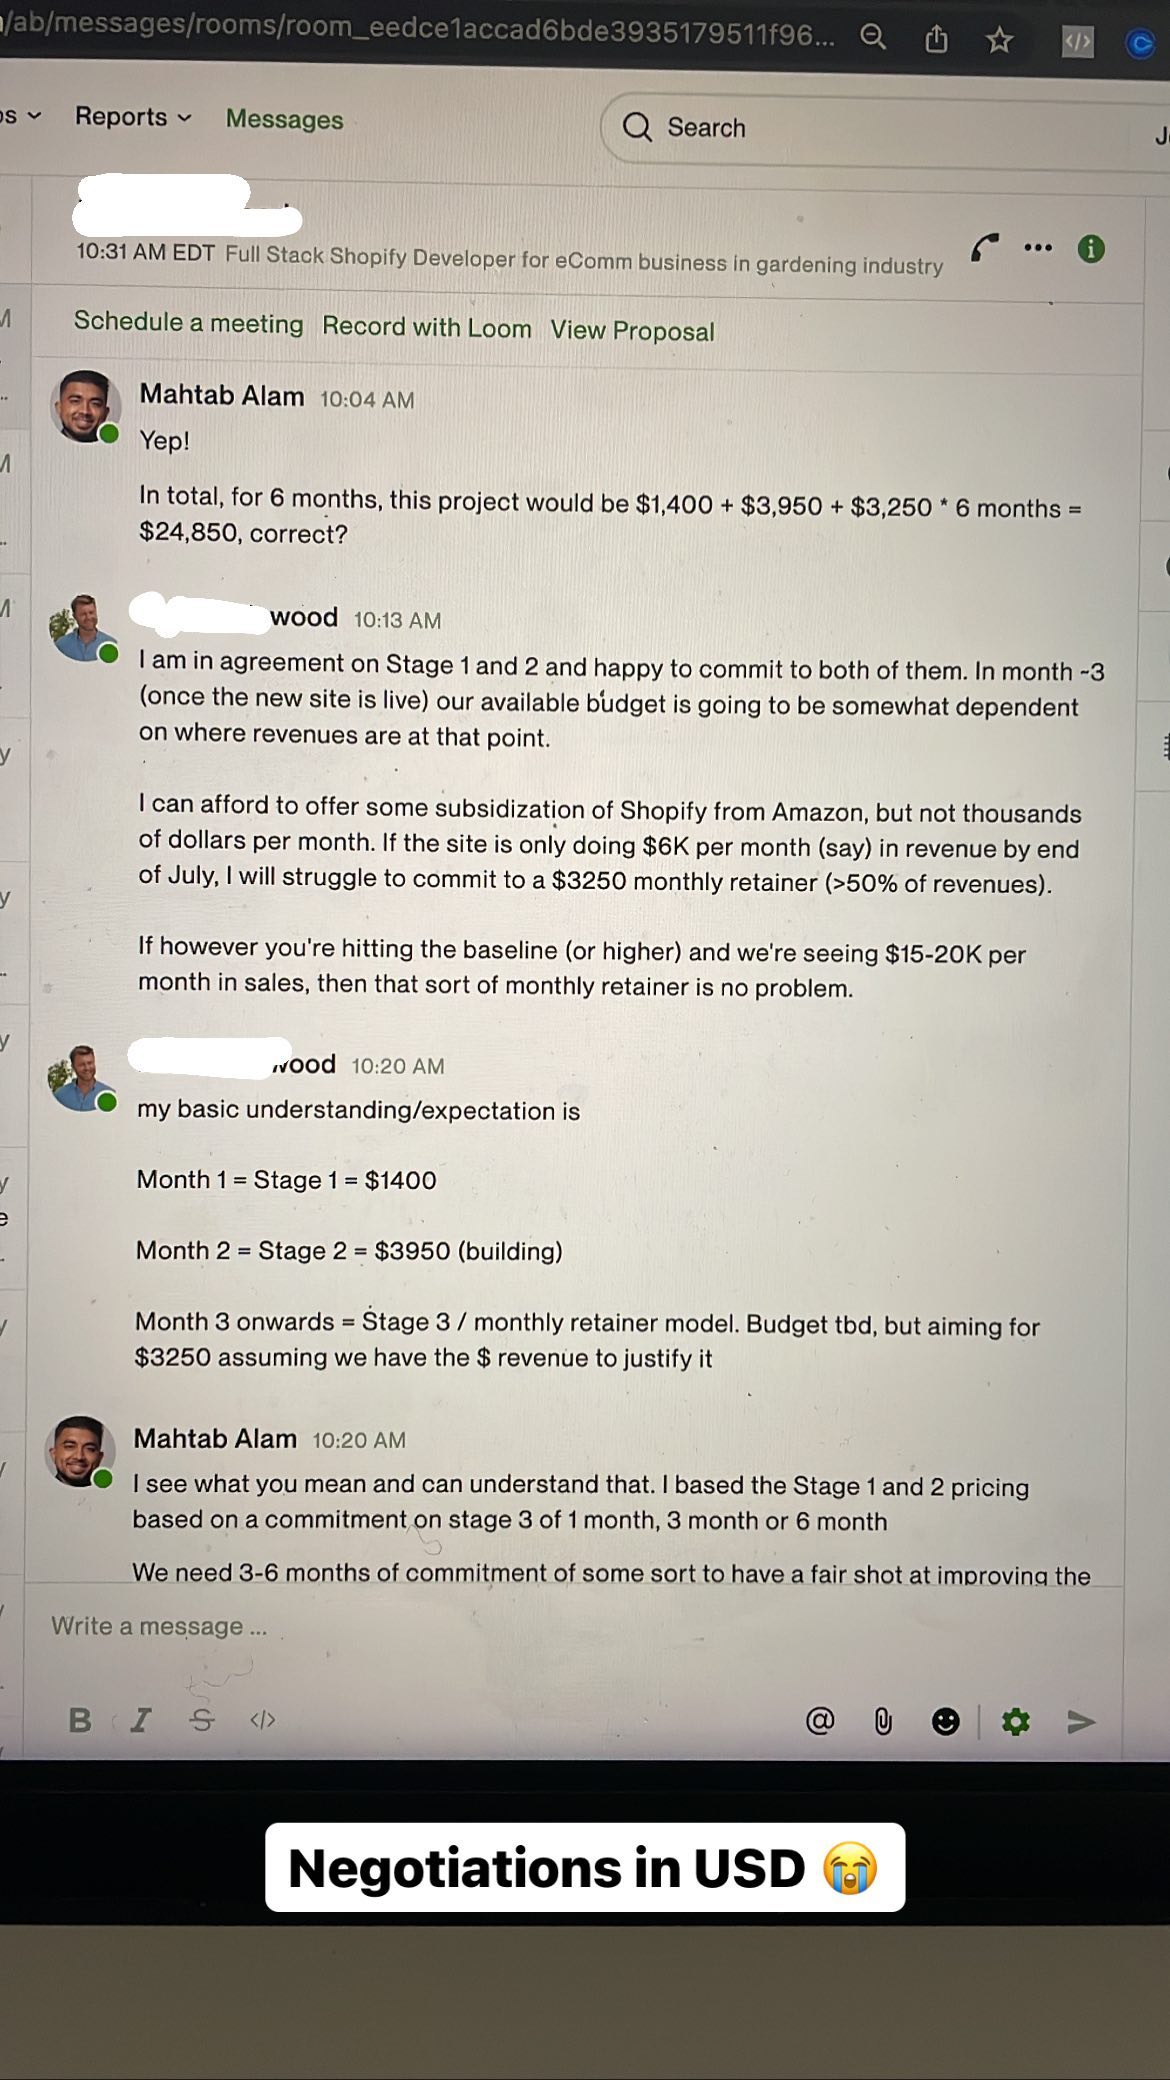 /ab/messages/rooms/room_eedce1accad6bde3935179511f96...
Reports
Messages
Search
10:31 AM EDT Full Stack Shopify Developer for eComm business in gardening industry
Schedule a meeting Record with Loom View Proposal
Mahtab Alam 10:04 AM
Yep!
In total, for 6 months, this project would be $1,400 + $3,950 + $3,250 * 6 months =
$24,850, correct?
wood 10:13 AM
I am in agreement on Stage 1 and 2 and happy to commit to both of them. In month ~3
(once the new site is live) our available budget is going to be somewhat dependent
on where revenues are at that point.
I can afford to offer some subsidization of Shopify from Amazon, but not thousands
of dollars per month. If the site is only doing $6K per month (say) in revenue by end
of July, I will struggle to commit to a $3250 monthly retainer (>50% of revenues).
If however you're hitting the baseline (or higher) and we're seeing $15-20K per
month in sales, then that sort of monthly retainer is no problem.
wood 10:20 AM
my basic understanding/expectation is
Month 1 = Stage 1 = $1400
Month 2 = Stage 2 = $3950 (building)
Month 3 onwards = Stage 3 / monthly retainer model. Budget tbd, but aiming for
$3250 assuming we have the $ revenue to justify it
Mahtab Alam 10:20 AM
I see what you mean and can understand that. I based the Stage 1 and 2 pricing
based on a commitment on stage 3 of 1 month, 3 month or 6 month
We need 3-6 months of commitment of some sort to have a fair shot at improving the
Write a message ...
B I S </>
Negotiations in USD 😭